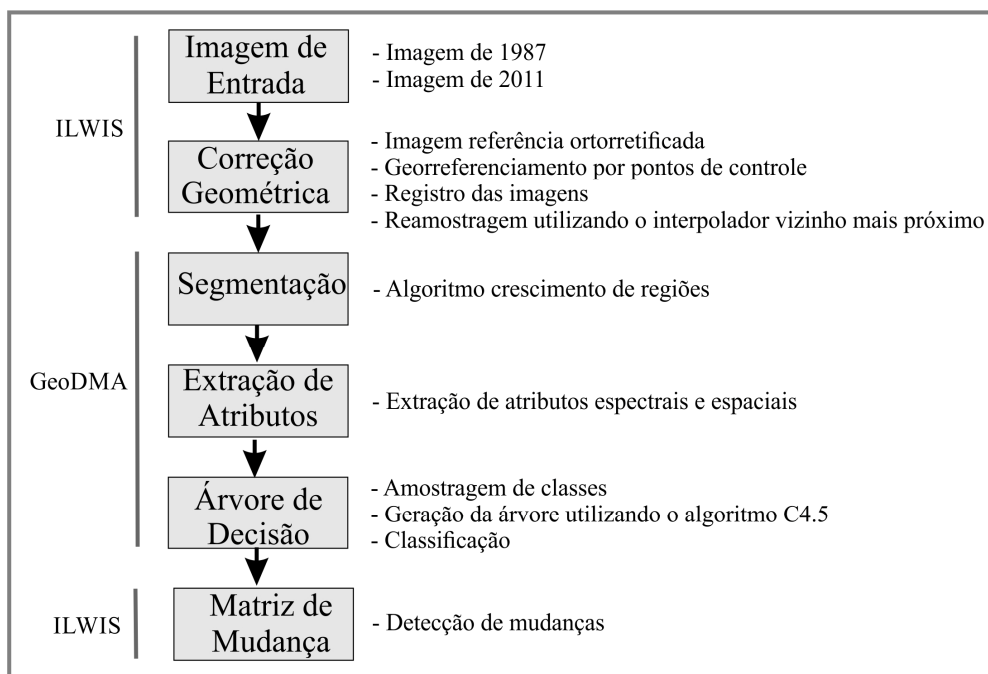 ILWIS
Imagem de
Entrada
- Imagem de 1987
- Imagem de 2011
Correção
Geométrica
- Imagem referência ortorretificada
- Georreferenciamento por pontos de controle
- Registro das imagens
- Reamostragem utilizando o interpolador vizinho mais próximo
GeoDMA
Segmentação
- Algoritmo crescimento de regiões
Extração de
Atributos
- Extração de atributos espectrais e espaciais
Árvore de
Decisão
- Amostragem de classes
- Geração da árvore utilizando o algoritmo C4.5
- Classificação
ILWIS
Matriz de
Mudança
- Detecção de mudanças